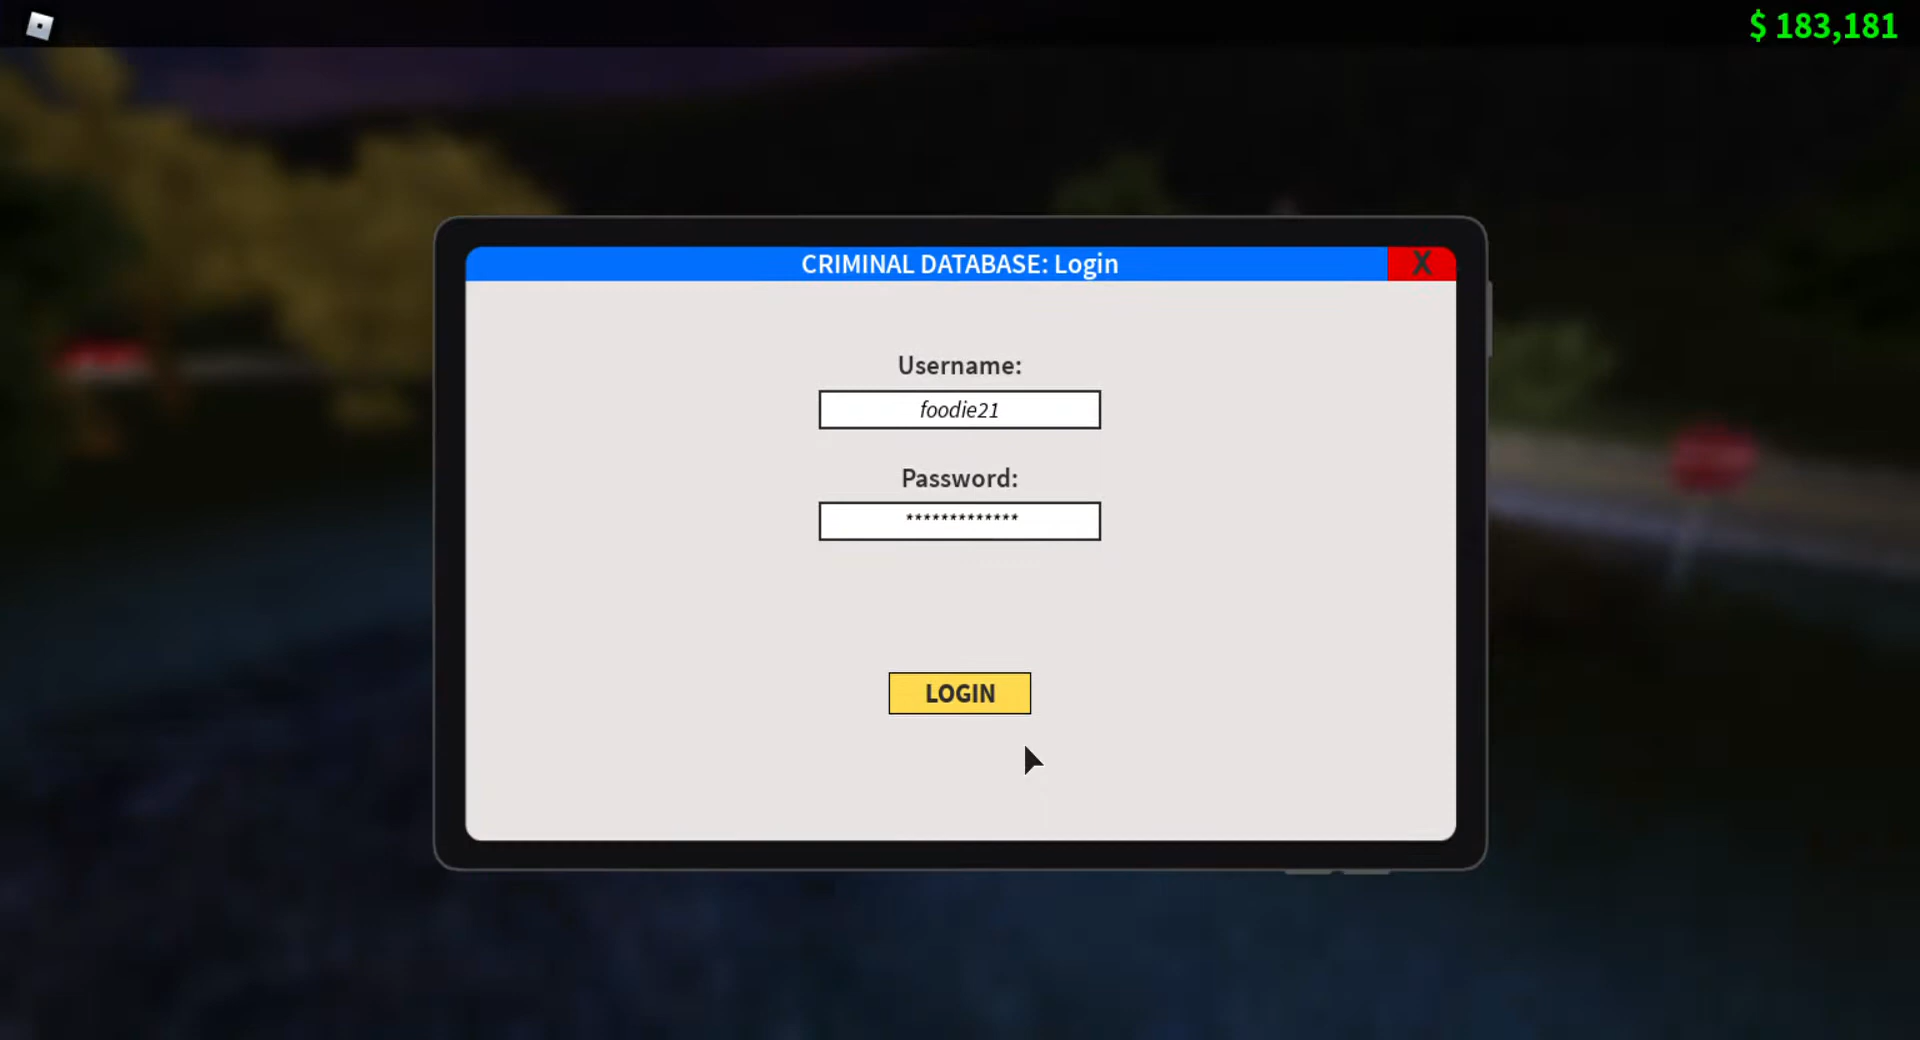 $ 183,181
CRIMINAL DATABASE: Login
X
Username:
foodie21
Password:
*************
LOGIN